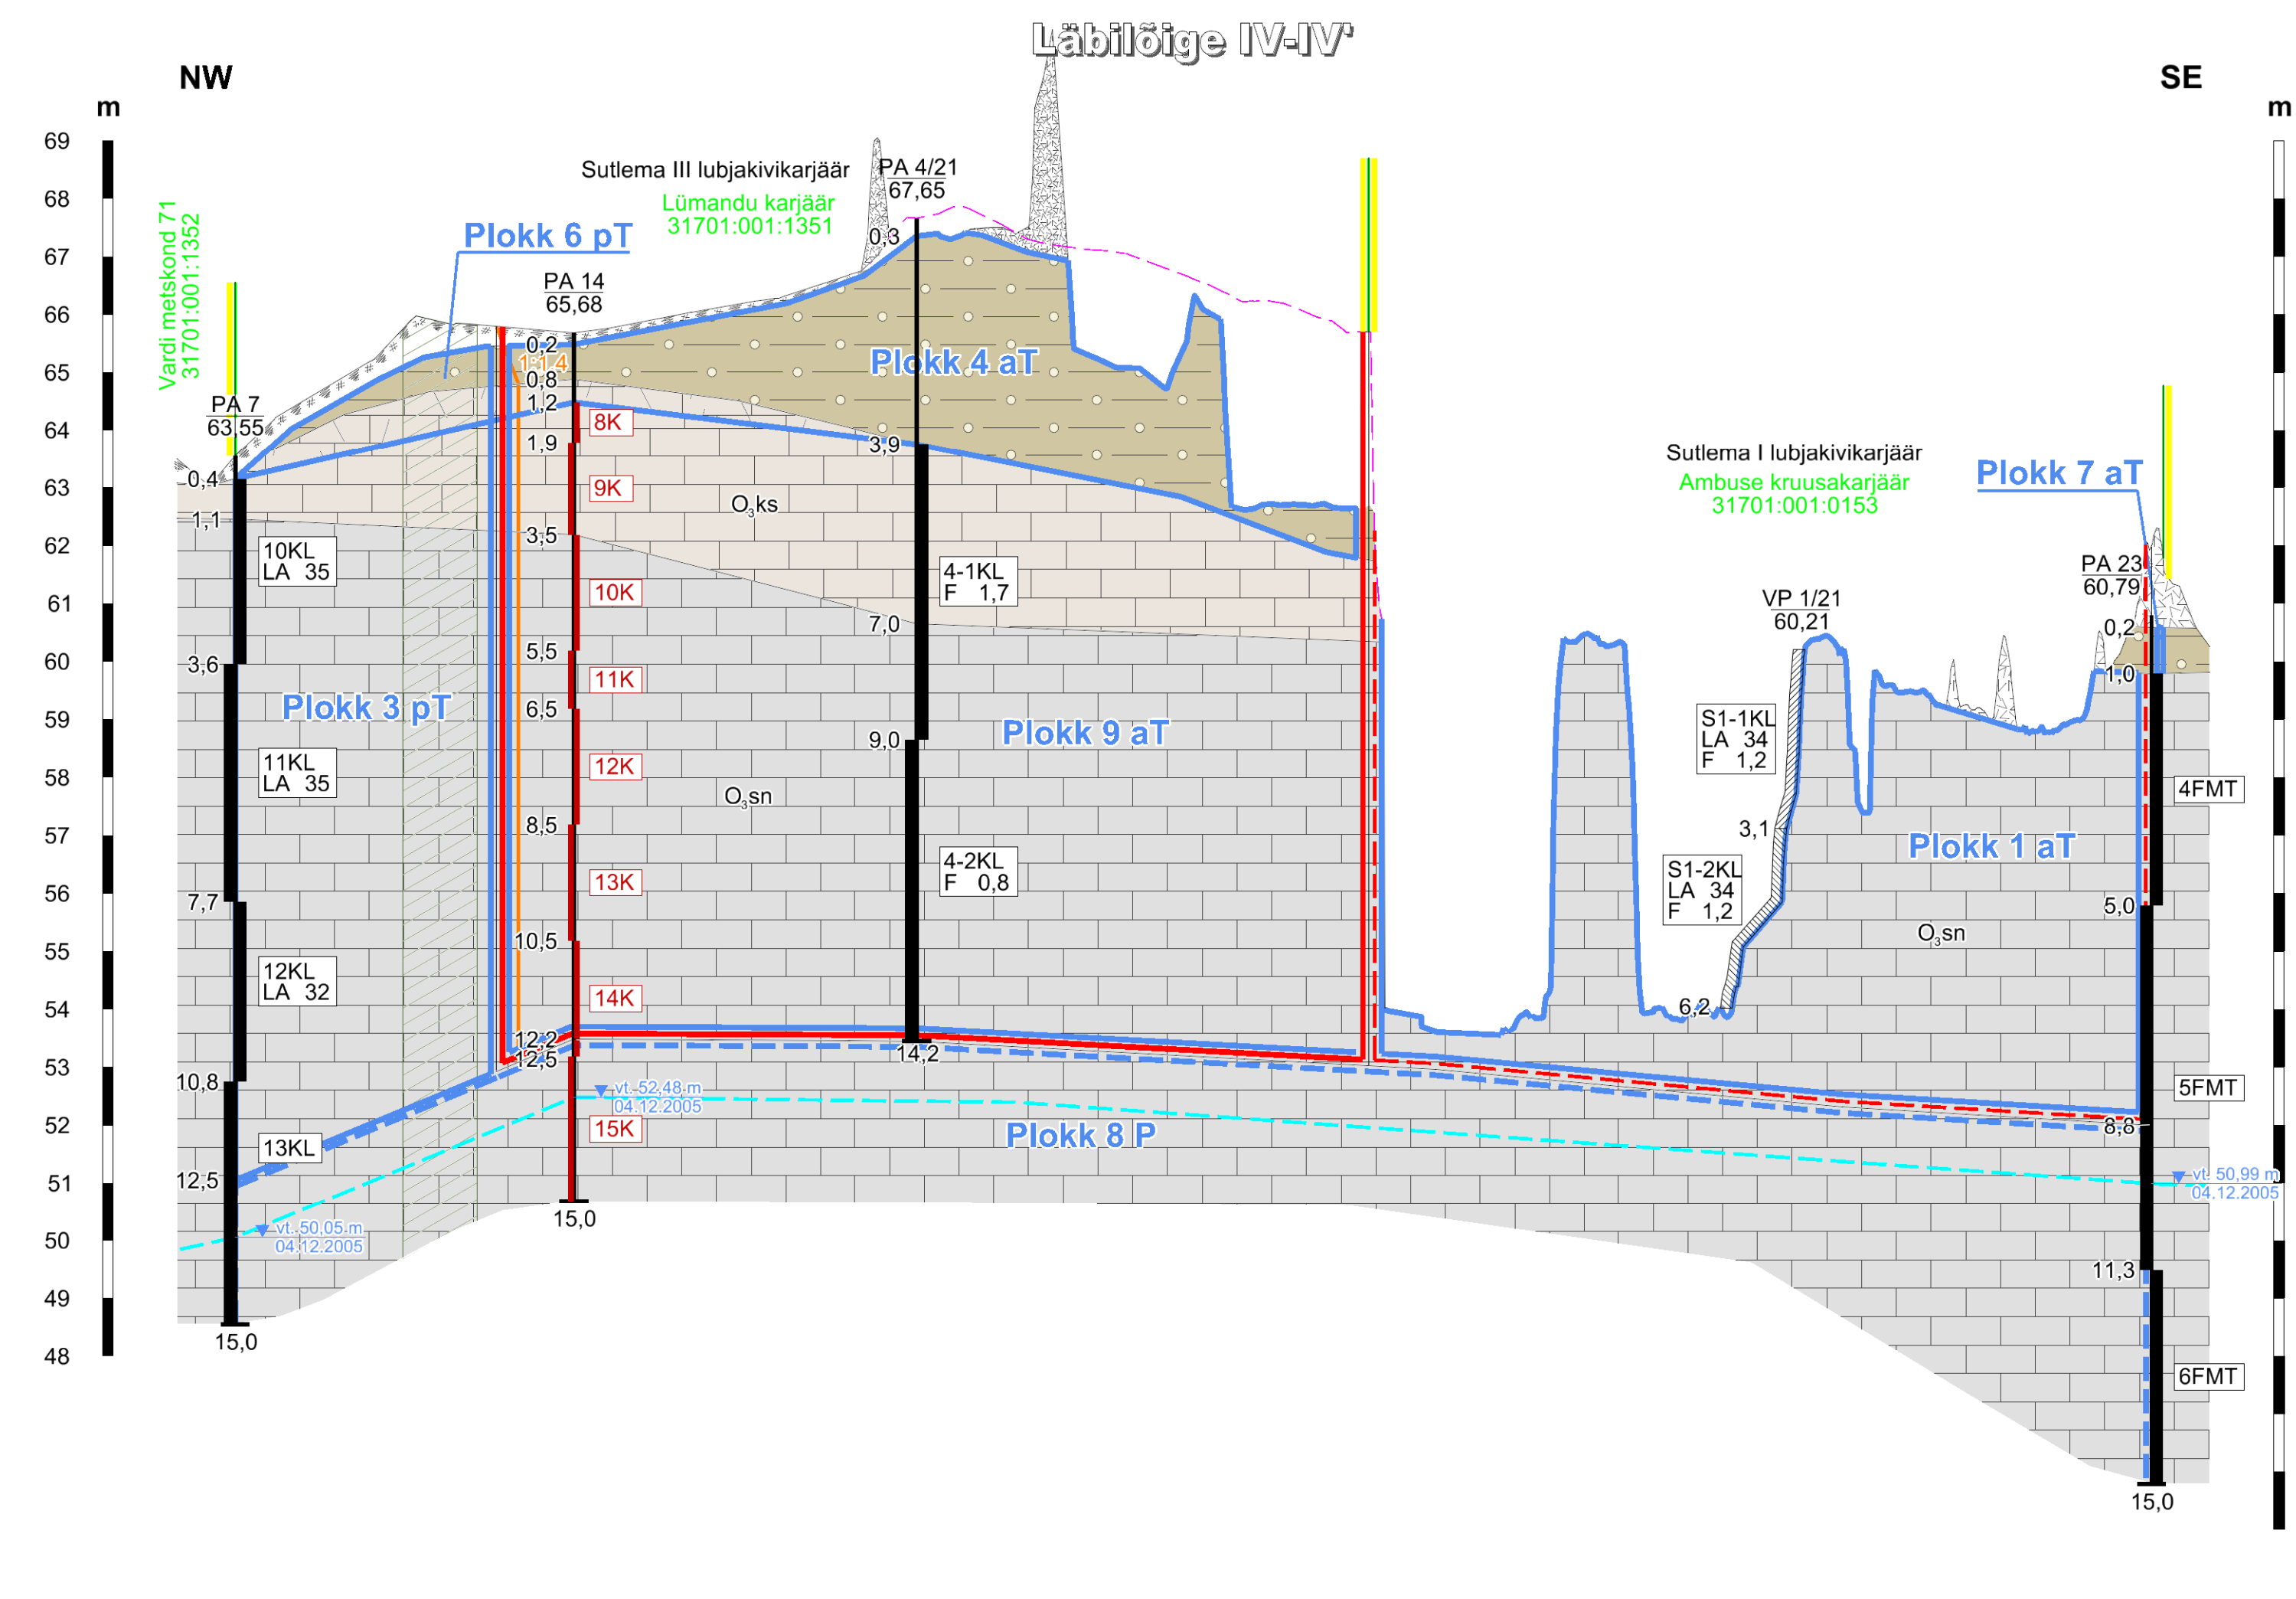 Läbilõige IV-IV'
NW
SE
m
m
69
68
67
66
65
64
63
62
61
60
59
58
57
56
55
54
53
52
51
50
49
48
Vardi metskond 71
31701:001:1352
PA 7
63,55
0,4
1,1
3,6
7,7
10,8
12,5
15,0
10KL
LA 35
11KL
LA 35
12KL
LA 32
13KL
Plokk 3 pT
vt. 50,05 m
04.12.2005
Plokk 6 pT
PA 14
65,68
0,2
1:1.4
0,8
1,2
1,9
3,5
5,5
6,5
8,5
10,5
12,2
12,5
15,0
8K
9K
10K
11K
12K
13K
14K
15K
vt. 52,48 m
04.12.2005
Sutlema III lubjakivikarjäär
Lümandu karjäär
31701:001:1351
PA 4/21
67,65
0,3
3,9
7,0
9,0
14,2
Plokk 4 aT
O₃ks
4-1KL
F 1,7
Plokk 9 aT
O₃sn
4-2KL
F 0,8
Plokk 8 P
Sutlema I lubjakivikarjäär
Ambuse kruusakarjäär
31701:001:0153
VP 1/21
60,21
S1-1KL
LA 34
F 1,2
3,1
S1-2KL
LA 34
F 1,2
6,2
Plokk 1 aT
O₃sn
Plokk 7 aT
PA 23
60,79
0,2
1,0
5,0
8,8
11,3
15,0
4FMT
5FMT
6FMT
vt. 50,99 m
04.12.2005